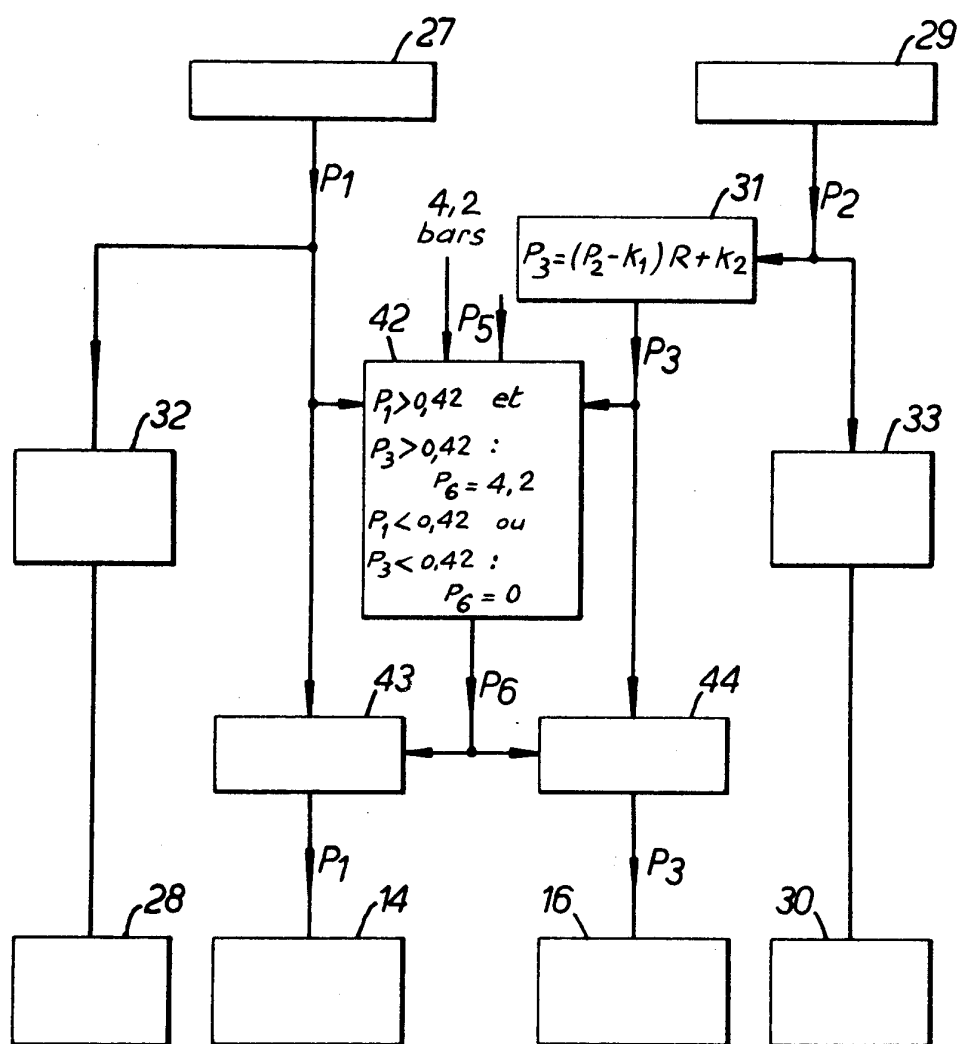 27
29
P1
P2
31
4,2
bars
P3=(P2-K1) R+K2
42
P5
P3
P1>0,42 et
P3>0,42 :
P6=4,2
P1<0,42 ou
P3<0,42 :
P6=0
32
33
43
P6
44
P1
P3
28
14
16
30